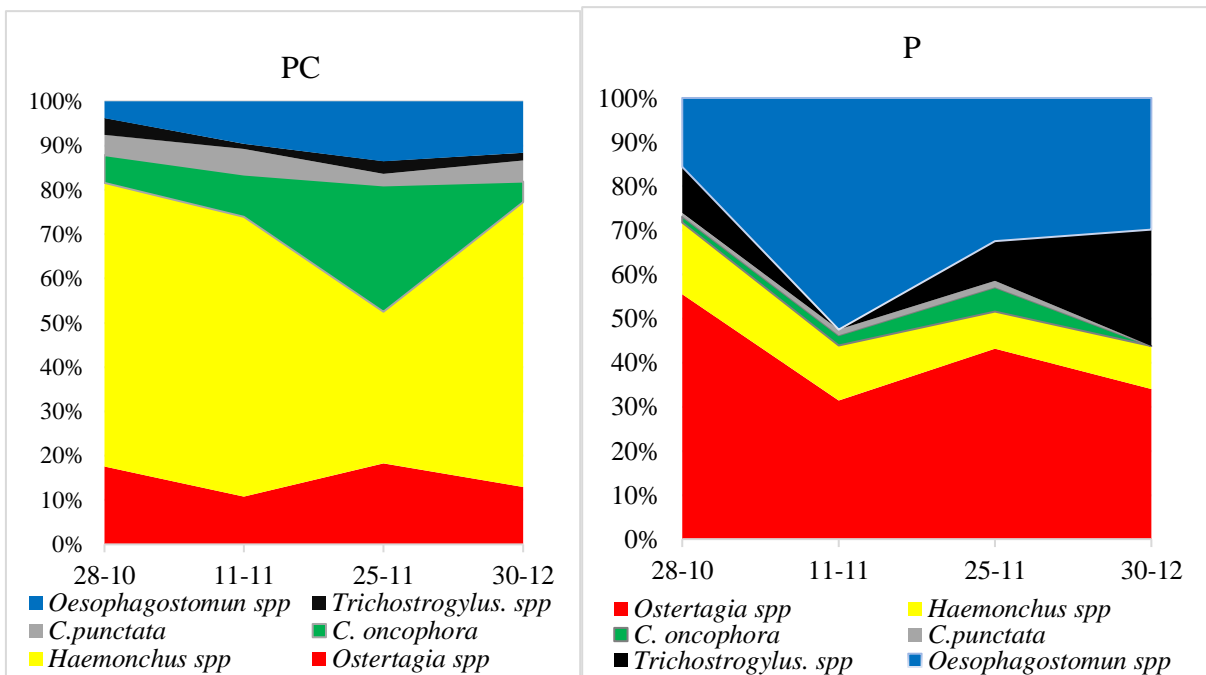 PC
100%
90%
80%
70%
60%
50%
40%
30%
20%
10%
0%
28-10 11-11 25-11 30-12
Oesophagostomun spp Trichostrogylus. spp
C.punctata C. oncophora
Haemonchus spp Ostertagia spp
P
100%
90%
80%
70%
60%
50%
40%
30%
20%
10%
0%
28-10 11-11 25-11 30-12
Ostertagia spp Haemonchus spp
C. oncophora C.punctata
Trichostrogylus. spp Oesophagostomun spp